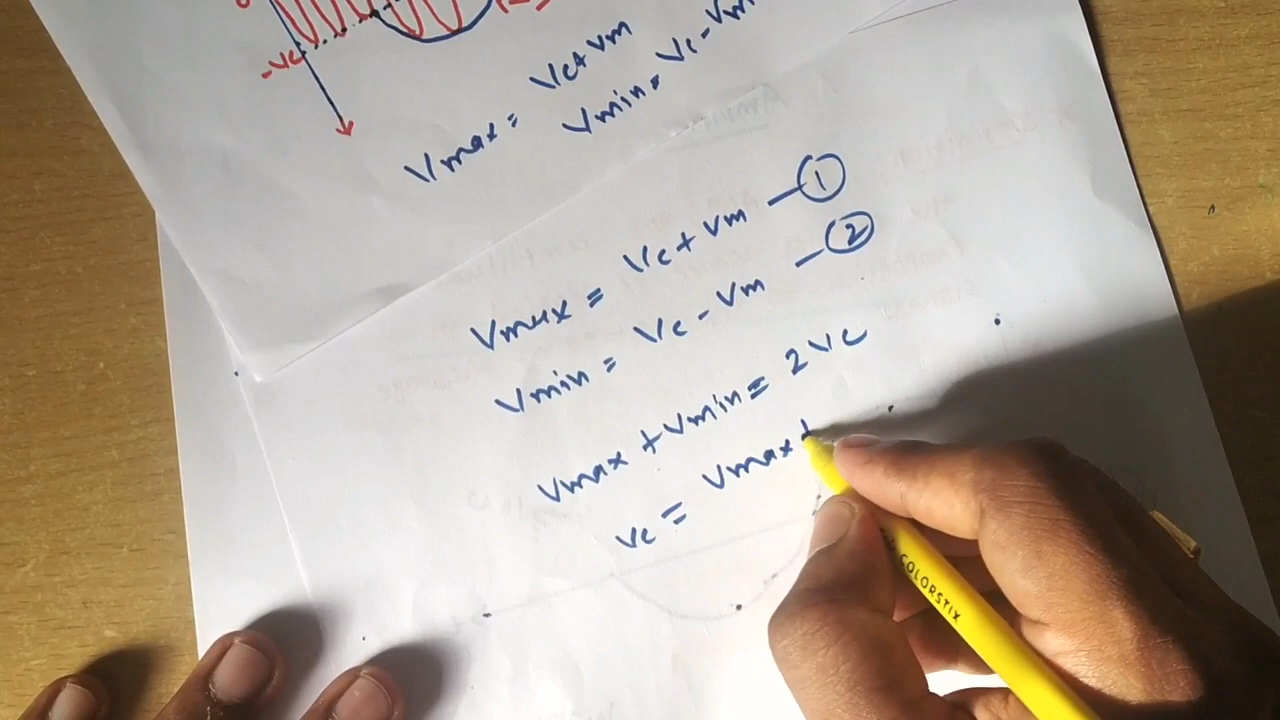 -Vc
Vmax = Vc+Vm
Vmin = Vc - Vm
Vmax = Vc + Vm — 1
Vmin = Vc - Vm — 2
Vmax + Vmin = 2Vc
Vc = Vmax +
COLORSTIX